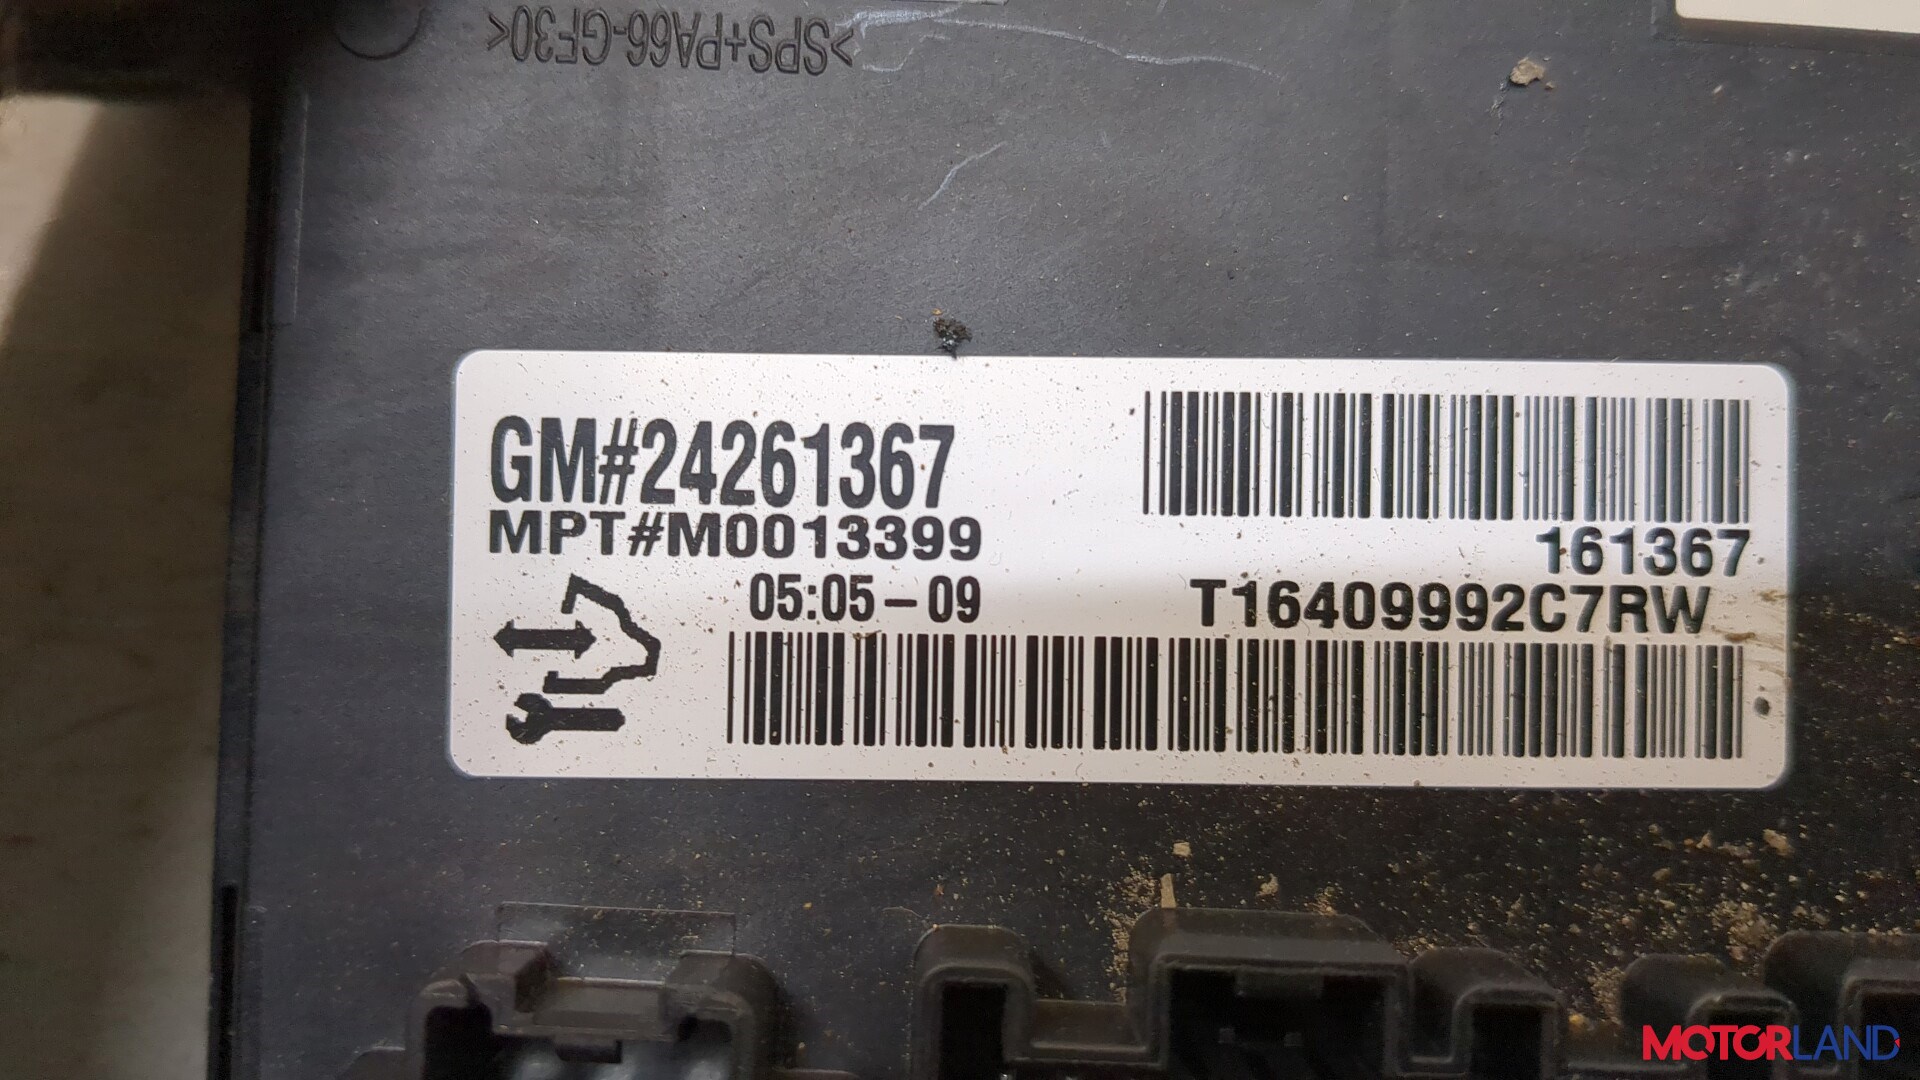 >SPS+PA66-GF30<
GM#24261367
MPT#M0013399
161367
05:05-09
T16409992C7RW
MOTORLAND